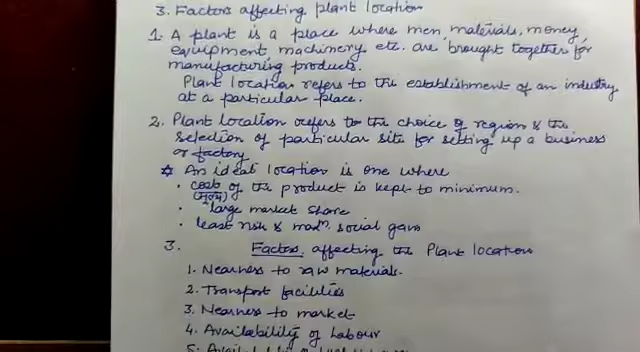 3. Factors affecting plant location
1. A plant is a place where men, materials, money,
equipment, machinery etc. are brought together for
manufacturing products.
Plant location refers to the establishment of an industry
at a particular place.
2. Plant location refers to the choice of region & the
selection of particular site for setting up a business
or factory
☆ An ideal location is one where
• cost of the product is kept to minimum.
(मूल्य)
• large market share
• least risk & maxm. social gain
3. Factors affecting the Plant location
1. Nearness to raw materials.
2. Transport facilities
3. Nearness to market
4. Availability of Labour
5.